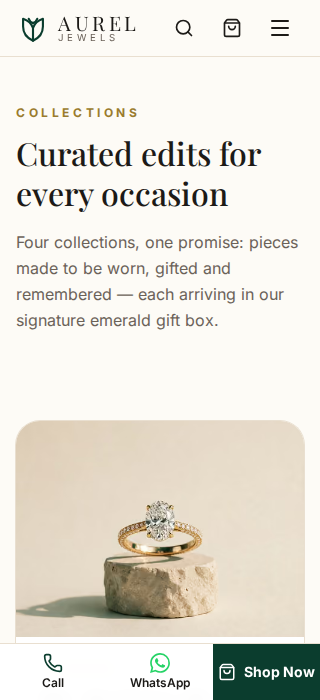 AUREL
JEWELS
COLLECTIONS
Curated edits for
every occasion
Four collections, one promise: pieces
made to be worn, gifted and
remembered — each arriving in our
signature emerald gift box.
Call
WhatsApp
Shop Now